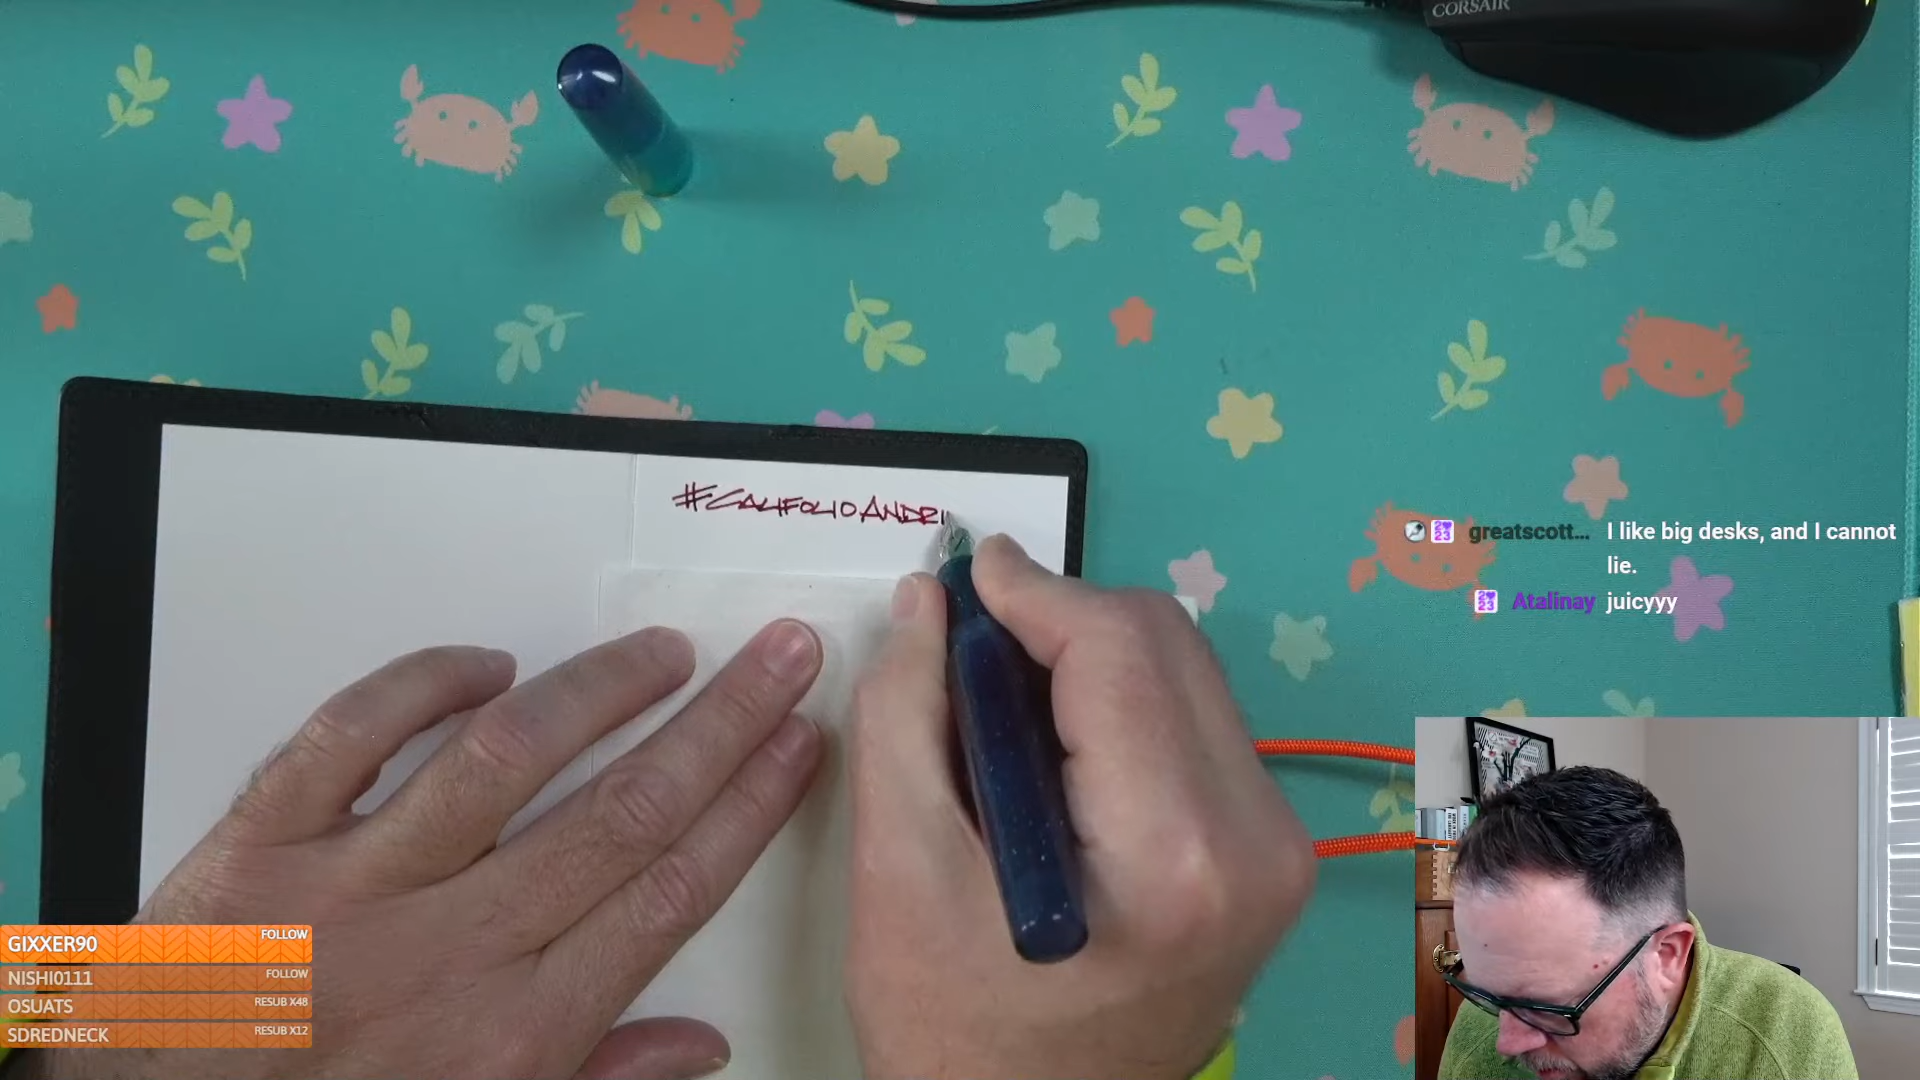 CORSAIR
#CALIFOLIOANDRI
greatscott... I like big desks, and I cannot
lie.
Atalinay juicyyy
GIXXER90 FOLLOW
NISHI0111 FOLLOW
OSUATS RESUB X48
SDREDNECK RESUB X12